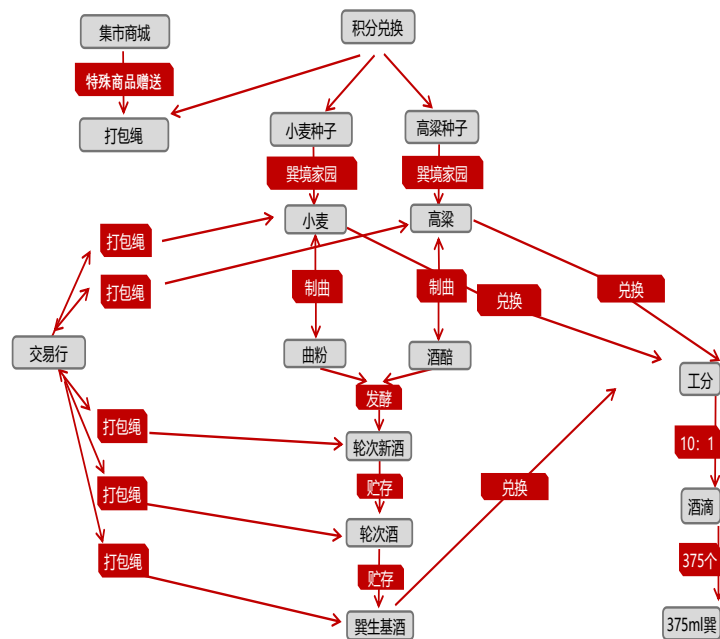 集市商城
积分兑换
特殊商品赠送
打包绳
小麦种子
高粱种子
巽境家园
巽境家园
小麦
高粱
打包绳
打包绳
制曲
制曲
兑换
兑换
交易行
曲粉
酒醅
工分
发酵
打包绳
轮次新酒
10：1
贮存
兑换
打包绳
酒滴
轮次酒
打包绳
贮存
375个
巽生基酒
375ml巽